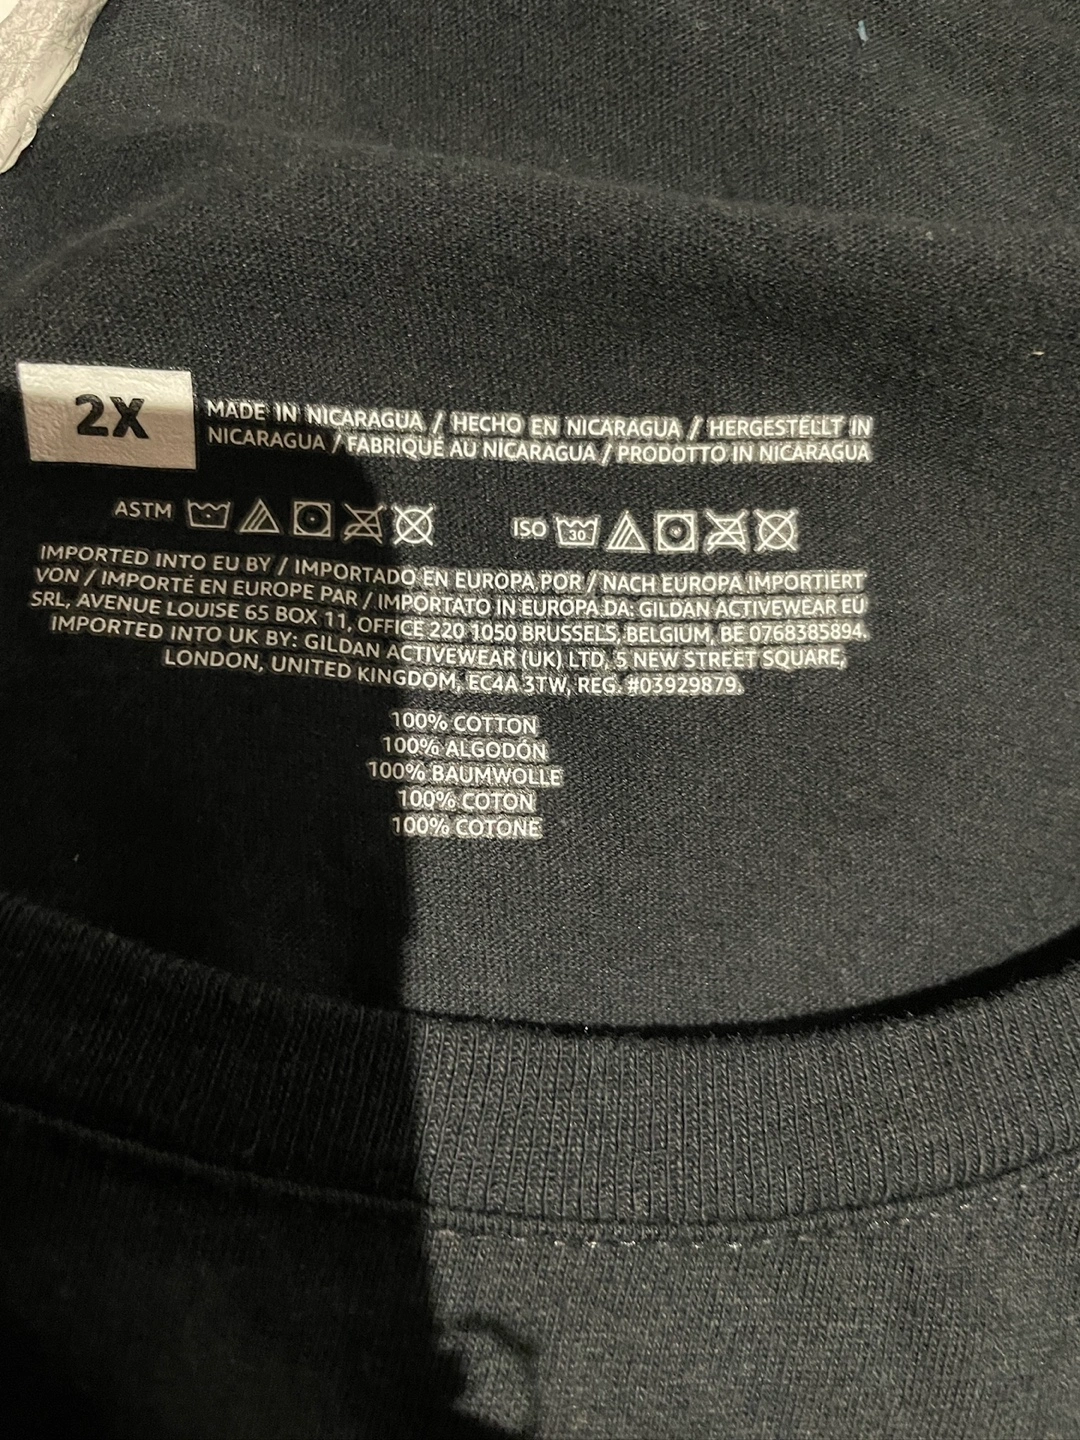 2X
MADE IN NICARAGUA / HECHO EN NICARAGUA / HERGESTELLT IN
NICARAGUA / FABRIQUÉ AU NICARAGUA / PRODOTTO IN NICARAGUA
ASTM
ISO 30
IMPORTED INTO EU BY / IMPORTADO EN EUROPA POR / NACH EUROPA IMPORTIERT
VON / IMPORTÉ EN EUROPE PAR / IMPORTATO IN EUROPA DA: GILDAN ACTIVEWEAR EU
SRL, AVENUE LOUISE 65 BOX 11, OFFICE 220 1050 BRUSSELS, BELGIUM, BE 0768385894.
IMPORTED INTO UK BY: GILDAN ACTIVEWEAR (UK) LTD, 5 NEW STREET SQUARE,
LONDON, UNITED KINGDOM, EC4A 3TW, REG. #03929879.
100% COTTON
100% ALGODÓN
100% BAUMWOLLE
100% COTON
100% COTONE